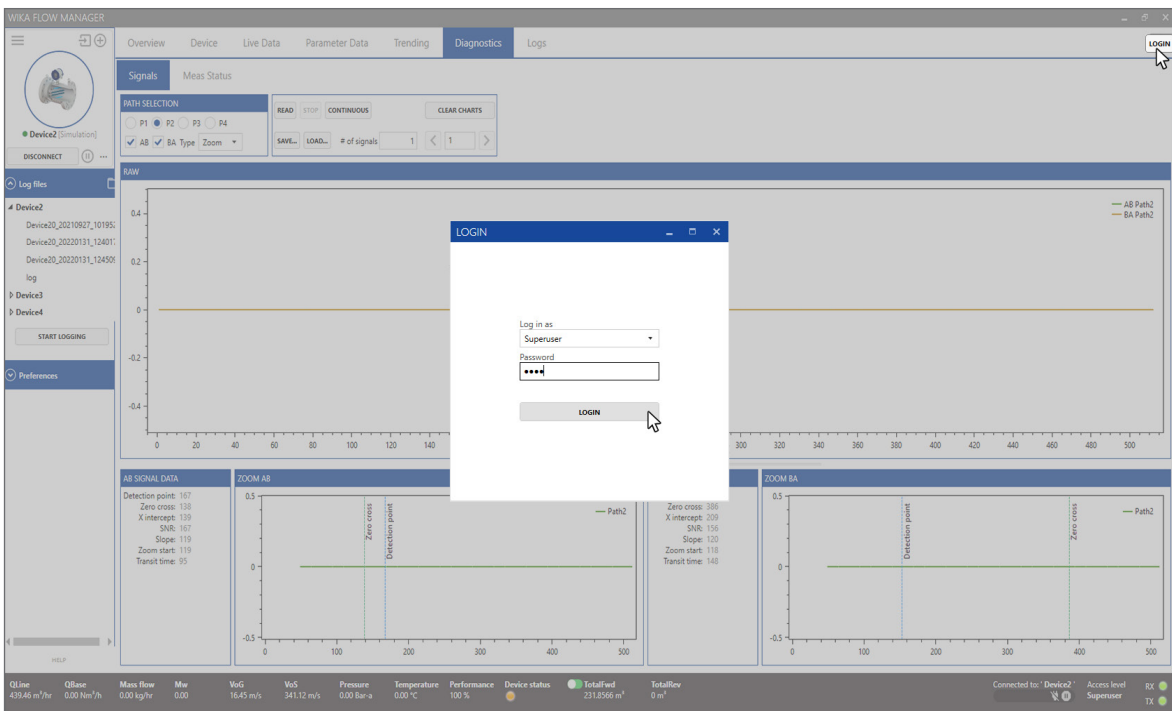 WIKA FLOW MANAGER
Overview Device Live Data Parameter Data Trending Diagnostics Logs
LOGIN
Signals Meas Status
PATH SELECTION
P1 P2 P3 P4
AB BA Type Zoom
READ STOP CONTINUOUS CLEAR CHARTS
SAVE... LOAD... # of signals 1 1
Device2 [Simulation]
DISCONNECT
Log files
Device2
Device20_20210927_10195
Device20_20220131_12401
Device20_20220131_12450
log
Device3
Device4
START LOGGING
Preferences
HELP
RAW
AB Path2
BA Path2
0.4
0.2
0
-0.2
-0.4
0 20 40 60 80 100 120 140 300 320 340 360 380 400 420 440 460 480 500
LOGIN
Log in as
Superuser
Password
LOGIN
AB SIGNAL DATA
Detection point: 167
Zero cross: 138
X intercept: 139
SNR: 167
Slope: 119
Zoom start: 119
Transit time: 95
ZOOM AB
0.5
0
-0.5
Zero cross
Detection point
Path2
0 100 200 300 400 500
Zero cross: 386
X intercept: 209
SNR: 156
Slope: 120
Zoom start: 118
Transit time: 148
ZOOM BA
0.5
0
-0.5
Detection point
Zero cross
Path2
0 100 200 300 400 500
QLine QBase Mass flow Mw VoG VoS Pressure Temperature Performance Device status TotalFwd TotalRev Connected to: ' Device2 ' Access level RX
439.46 m³/hr 0.00 Nm³/h 0.00 kg/hr 0.00 16.45 m/s 341.12 m/s 0.00 Bar-a 0.00 °C 100 % 231.8566 m³ 0 m³ Superuser TX